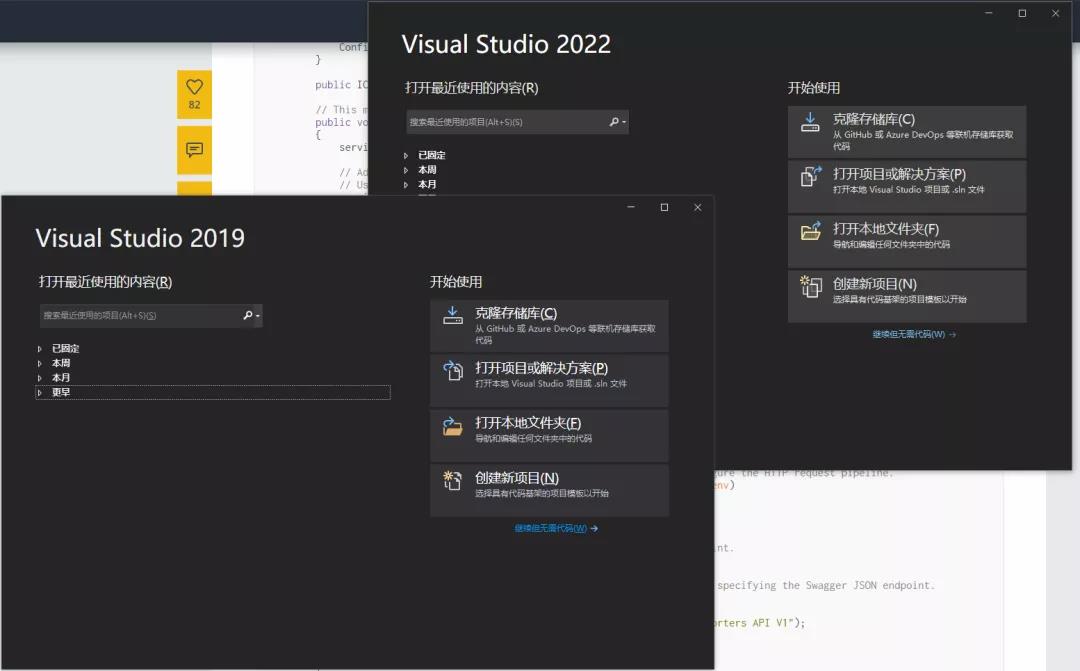 Confi
}
82
public IC
// This m
public vo
{
servi
// Ad
// Us
Visual Studio 2022
打开最近使用的内容(R)
搜索最近使用的项目(Alt+S)(S)
已固定
本周
本月
开始使用
克隆存储库(C)
从 GitHub 或 Azure DevOps 等联机存储库获取
代码
打开项目或解决方案(P)
打开本地 Visual Studio 项目或 .sln 文件
打开本地文件夹(F)
导航和编辑任何文件夹中的代码
创建新项目(N)
选择具有代码基架的项目模板以开始
继续但无需代码(W) →
Visual Studio 2019
打开最近使用的内容(R)
搜索最近使用的项目(Alt+S)(S)
已固定
本周
本月
更早
开始使用
克隆存储库(C)
从 GitHub 或 Azure DevOps 等联机存储库获取
代码
打开项目或解决方案(P)
打开本地 Visual Studio 项目或 .sln 文件
打开本地文件夹(F)
导航和编辑任何文件夹中的代码
创建新项目(N)
选择具有代码基架的项目模板以开始
继续但无需代码(W) →
ure the HTTP request pipeline.
env)
int.
specifying the Swagger JSON endpoint.
orters API V1");